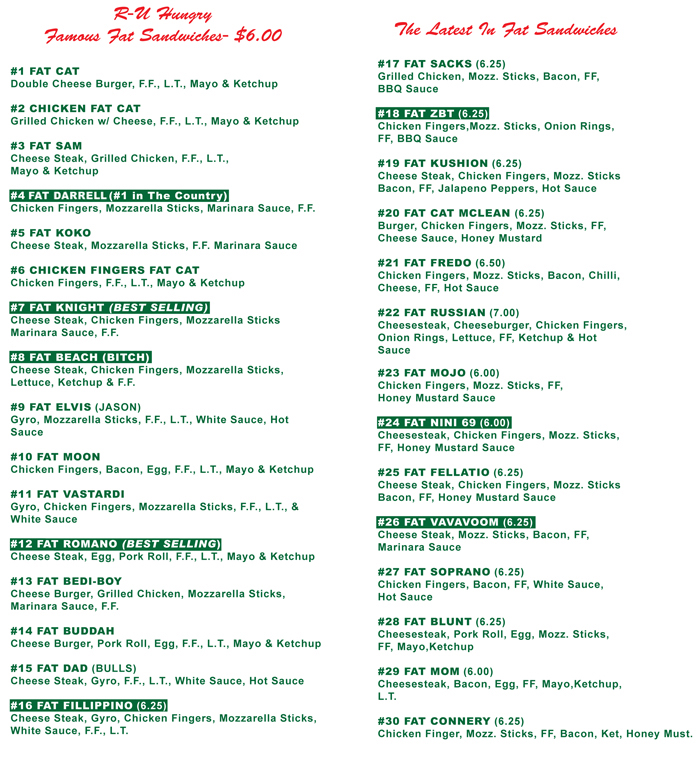 R-U Hungry
Famous Fat Sandwiches- $6.00
#1 FAT CAT
Double Cheese Burger, F.F., L.T., Mayo & Ketchup
#2 CHICKEN FAT CAT
Grilled Chicken w/ Cheese, F.F., L.T., Mayo & Ketchup
#3 FAT SAM
Cheese Steak, Grilled Chicken, F.F., L.T.,
Mayo & Ketchup
#4 FAT DARRELL (#1 in The Country)
Chicken Fingers, Mozzarella Sticks, Marinara Sauce, F.F.
#5 FAT KOKO
Cheese Steak, Mozzarella Sticks, F.F. Marinara Sauce
#6 CHICKEN FINGERS FAT CAT
Chicken Fingers, F.F., L.T., Mayo & Ketchup
#7 FAT KNIGHT (BEST SELLING)
Cheese Steak, Chicken Fingers, Mozzarella Sticks
Marinara Sauce, F.F.
#8 FAT BEACH (BITCH)
Cheese Steak, Chicken Fingers, Mozzarella Sticks,
Lettuce, Ketchup & F.F.
#9 FAT ELVIS (JASON)
Gyro, Mozzarella Sticks, F.F., L.T., White Sauce, Hot
Sauce
#10 FAT MOON
Chicken Fingers, Bacon, Egg, F.F., L.T., Mayo & Ketchup
#11 FAT VASTARDI
Gyro, Chicken Fingers, Mozzarella Sticks, F.F., L.T., &
White Sauce
#12 FAT ROMANO (BEST SELLING)
Cheese Steak, Egg, Pork Roll, F.F., L.T., Mayo & Ketchup
#13 FAT BEDI-BOY
Cheese Burger, Grilled Chicken, Mozzarella Sticks,
Marinara Sauce, F.F.
#14 FAT BUDDAH
Cheese Burger, Pork Roll, Egg, F.F., L.T., Mayo & Ketchup
#15 FAT DAD (BULLS)
Cheese Steak, Gyro, F.F., L.T., White Sauce, Hot Sauce
#16 FAT FILLIPPINO (6.25)
Cheese Steak, Gyro, Chicken Fingers, Mozzarella Sticks,
White Sauce, F.F., L.T.
The Latest In Fat Sandwiches
#17 FAT SACKS (6.25)
Grilled Chicken, Mozz. Sticks, Bacon, FF,
BBQ Sauce
#18 FAT ZBT (6.25)
Chicken Fingers,Mozz. Sticks, Onion Rings,
FF, BBQ Sauce
#19 FAT KUSHION (6.25)
Cheese Steak, Chicken Fingers, Mozz. Sticks
Bacon, FF, Jalapeno Peppers, Hot Sauce
#20 FAT CAT MCLEAN (6.25)
Burger, Chicken Fingers, Mozz. Sticks, FF,
Cheese Sauce, Honey Mustard
#21 FAT FREDO (6.50)
Chicken Fingers, Mozz. Sticks, Bacon, Chilli,
Cheese, FF, Hot Sauce
#22 FAT RUSSIAN (7.00)
Cheesesteak, Cheeseburger, Chicken Fingers,
Onion Rings, Lettuce, FF, Ketchup & Hot
Sauce
#23 FAT MOJO (6.00)
Chicken Fingers, Mozz. Sticks, FF,
Honey Mustard Sauce
#24 FAT NINI 69 (6.00)
Cheesesteak, Chicken Fingers, Mozz. Sticks,
FF, Honey Mustard Sauce
#25 FAT FELLATIO (6.25)
Cheese Steak, Chicken Fingers, Mozz. Sticks
Bacon, FF, Honey Mustard Sauce
#26 FAT VAVAVOOM (6.25)
Cheese Steak, Mozz. Sticks, Bacon, FF,
Marinara Sauce
#27 FAT SOPRANO (6.25)
Chicken Fingers, Bacon, FF, White Sauce,
Hot Sauce
#28 FAT BLUNT (6.25)
Cheesesteak, Pork Roll, Egg, Mozz. Sticks,
FF, Mayo,Ketchup
#29 FAT MOM (6.00)
Cheesesteak, Bacon, Egg, FF, Mayo,Ketchup,
L.T.
#30 FAT CONNERY (6.25)
Chicken Finger, Mozz. Sticks, FF, Bacon, Ket, Honey Must.